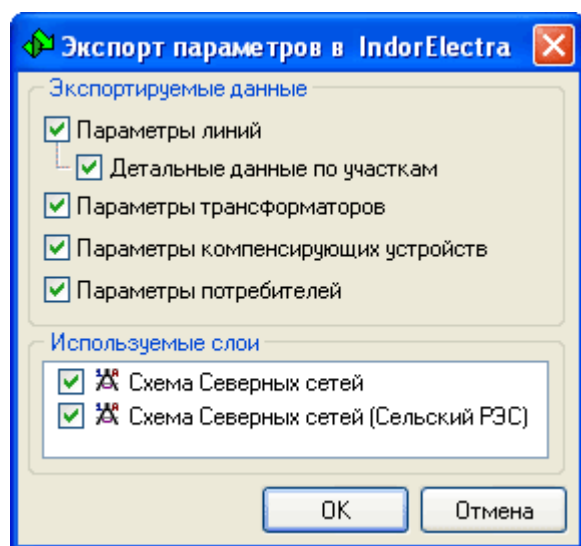 Экспорт параметров в IndorElectra
Экспортируемые данные
Параметры линий
Детальные данные по участкам
Параметры трансформаторов
Параметры компенсирующих устройств
Параметры потребителей
Используемые слои
Схема Северных сетей
Схема Северных сетей (Сельский РЭС)
OK Отмена